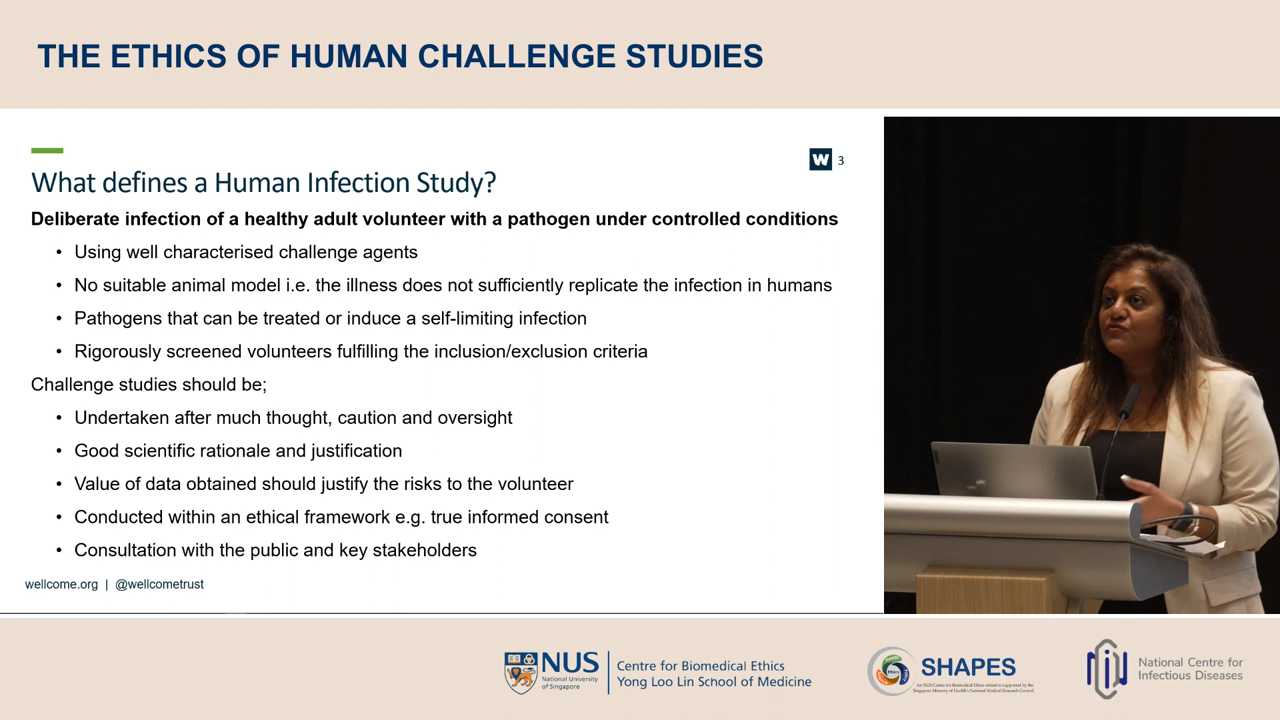 THE ETHICS OF HUMAN CHALLENGE STUDIES
W 3
What defines a Human Infection Study?
Deliberate infection of a healthy adult volunteer with a pathogen under controlled conditions
• Using well characterised challenge agents
• No suitable animal model i.e. the illness does not sufficiently replicate the infection in humans
• Pathogens that can be treated or induce a self-limiting infection
• Rigorously screened volunteers fulfilling the inclusion/exclusion criteria
Challenge studies should be;
• Undertaken after much thought, caution and oversight
• Good scientific rationale and justification
• Value of data obtained should justify the risks to the volunteer
• Conducted within an ethical framework e.g. true informed consent
• Consultation with the public and key stakeholders
wellcome.org | @wellcometrust
NUS
National University
of Singapore
Centre for Biomedical Ethics
Yong Loo Lin School of Medicine
SHAPES
An NUS Centre for Biomedical Ethics initiative supported by the
Singapore Ministry of Health's National Medical Research Council
National Centre for
Infectious Diseases